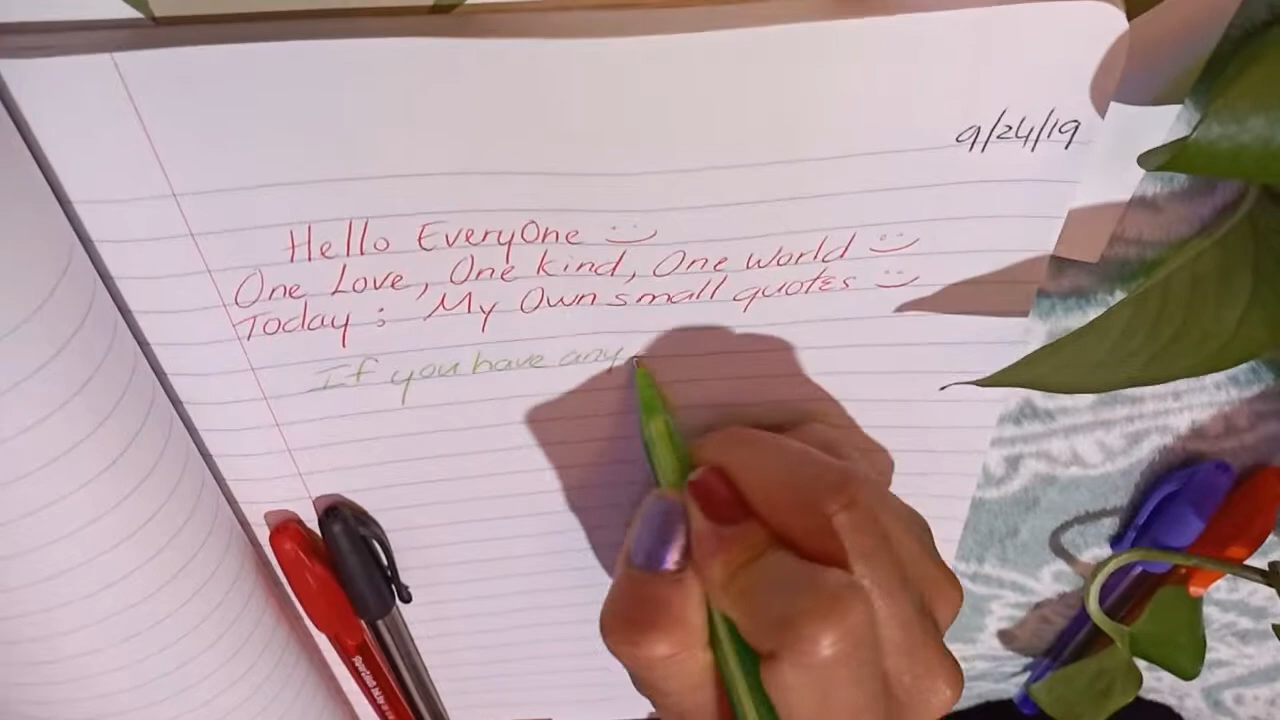 9/24/19
Hello EveryOne :)
One Love, One kind, One world :)
Today : My Own small quotes :)
If you have any